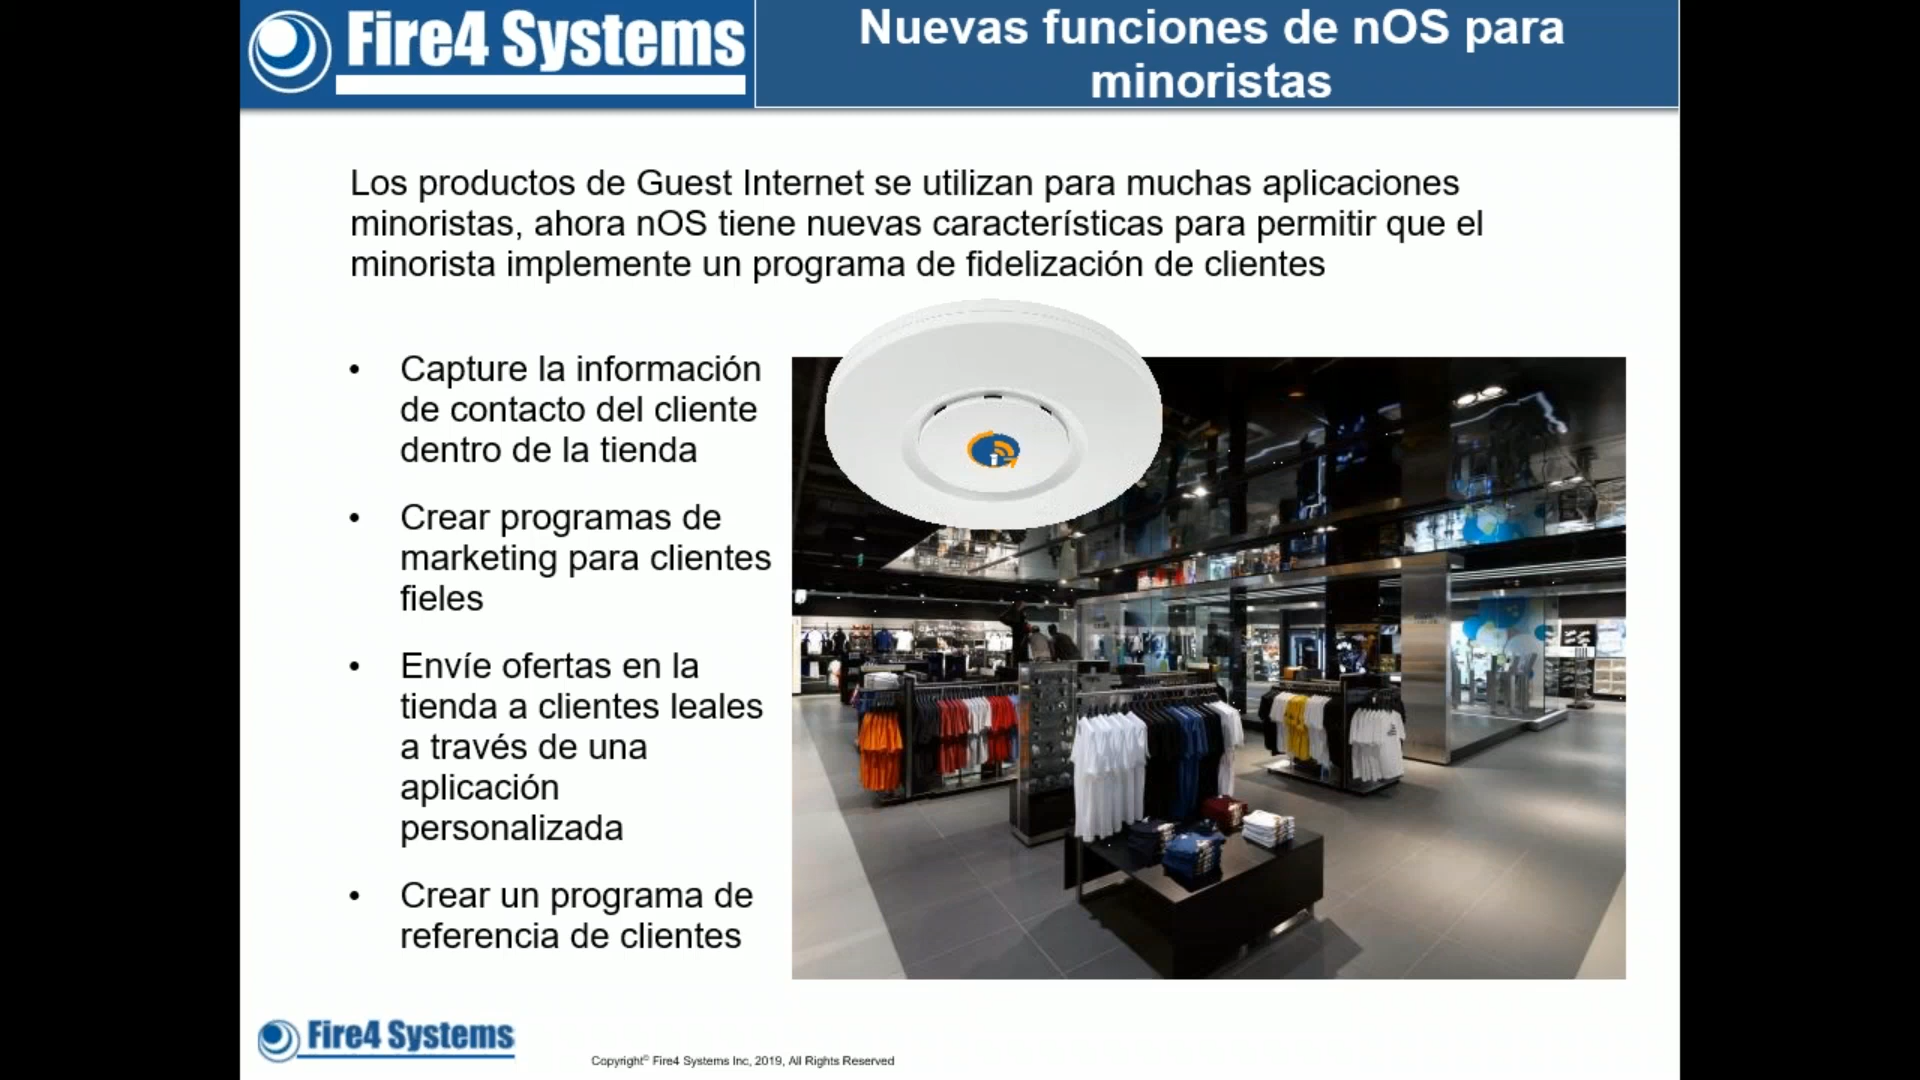 Fire4 Systems
Nuevas funciones de nOS para
minoristas
Los productos de Guest Internet se utilizan para muchas aplicaciones
minoristas, ahora nOS tiene nuevas características para permitir que el
minorista implemente un programa de fidelización de clientes
• Capture la información
de contacto del cliente
dentro de la tienda
• Crear programas de
marketing para clientes
fieles
• Envíe ofertas en la
tienda a clientes leales
a través de una
aplicación
personalizada
• Crear un programa de
referencia de clientes
Fire4 Systems
Copyright© Fire4 Systems Inc, 2019, All Rights Reserved